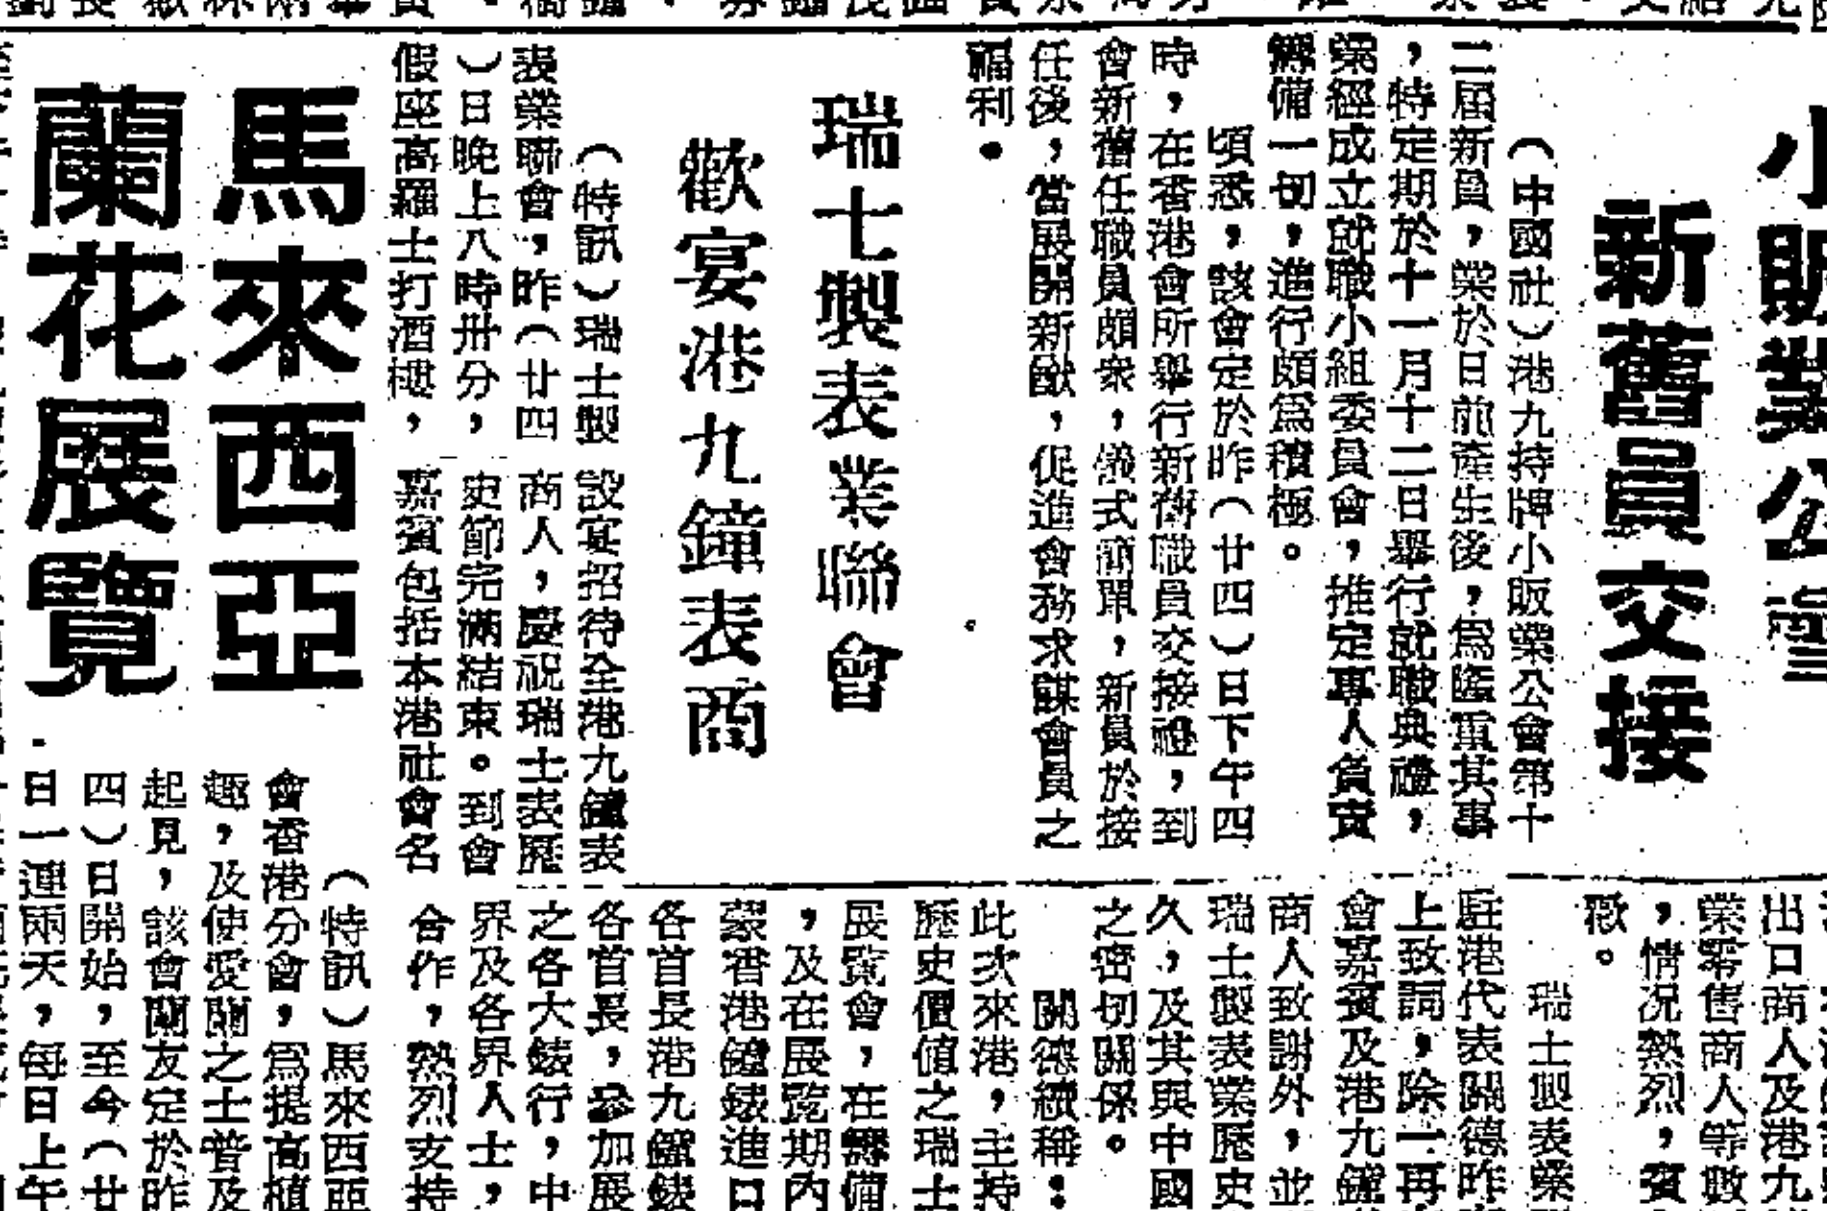 小販業公會
新舊員交接
（中國社）港九持牌小販業公會第十
二屆新員，業於日前產生後，爲隆重其事
，特定期於十一月十二日舉行就職典禮，
業經成立就職小組委員會，推定專人負責
籌備一切，進行頗爲積極。
頃悉，該會定於昨（廿四）日下午四
時，在香港會所舉行新舊職員交接禮，到
會新舊任職員頗衆，儀式簡單，新員於接
任後，當展開新猷，促進會務求謀會員之
福利。
瑞士製表業聯會
歡宴港九鐘表商
（特訊）瑞士製
表業聯會，昨（廿四
）日晚上八時卅分，
假座高羅士打酒樓，
設宴招待全港九鐘表
商人，慶祝瑞士表歷
史節完滿結束。到會
嘉賓包括本港社會名
出口商人及港九
業零售商人等數
，情况熱烈，賓
歡。
瑞士製表業
駐港代表關德昨
上致詞，除一再
會嘉賓及港九鐘
商人致謝外，並
瑞士製表業歷史
久，及其與中國
之密切關係。
關德續稱：
此次來港，主持
歷史價值之瑞士
展覽會，在籌備
，及在展覽期內
蒙香港鐘錶進口
各首長港九鐘錶
各首長，參加展
之各大錶行，中
界及各界人士，
合作，熱烈支持
馬來西亞
蘭花展覽
（特訊）馬來西亞
會香港分會，爲提高植
趣，及使愛蘭之士普及
起見，該會蘭友定於昨
四）日開始，至今（廿
日一連兩天，每日上午